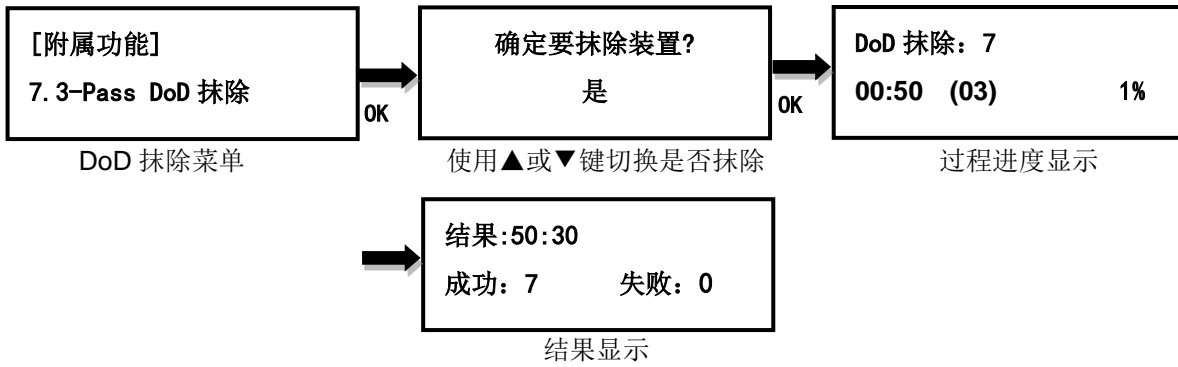 [附属功能]
7.3-Pass DoD 抹除
OK
DoD 抹除菜单
确定要抹除装置?
是
OK
使用▲或▼键切换是否抹除
DoD 抹除：7
00:50 (03) 1%
过程进度显示
结果:50:30
成功：7 失败：0
结果显示